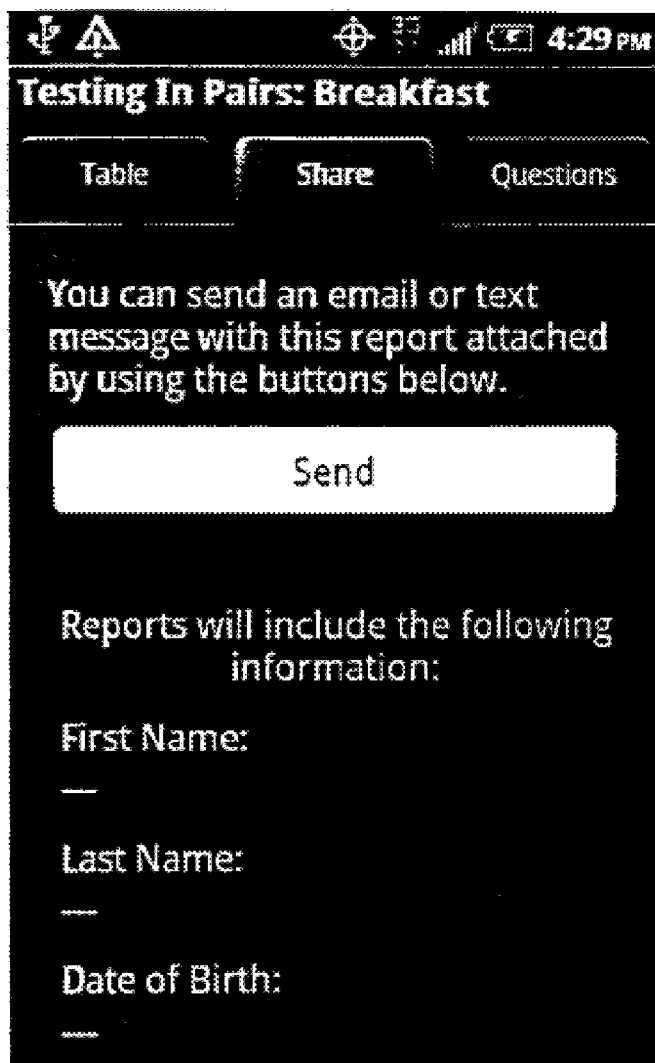 4:29 PM
Testing In Pairs: Breakfast
Table
Share
Questions
You can send an email or text
message with this report attached
by using the buttons below.
Send
Reports will include the following
information:
First Name:
—
Last Name:
—
Date of Birth:
—